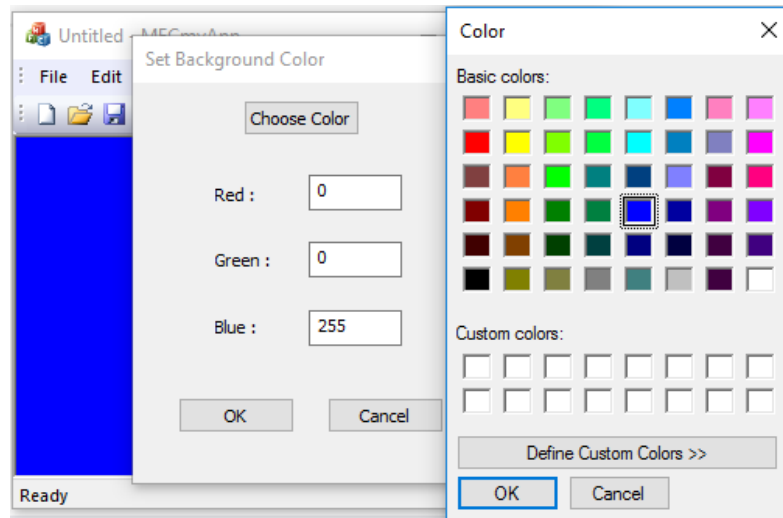 Untitled - MFCmyApp
File Edit
Ready
Set Background Color
Choose Color
Red : 0
Green : 0
Blue : 255
OK Cancel
Color
Basic colors:
Custom colors:
Define Custom Colors >>
OK Cancel